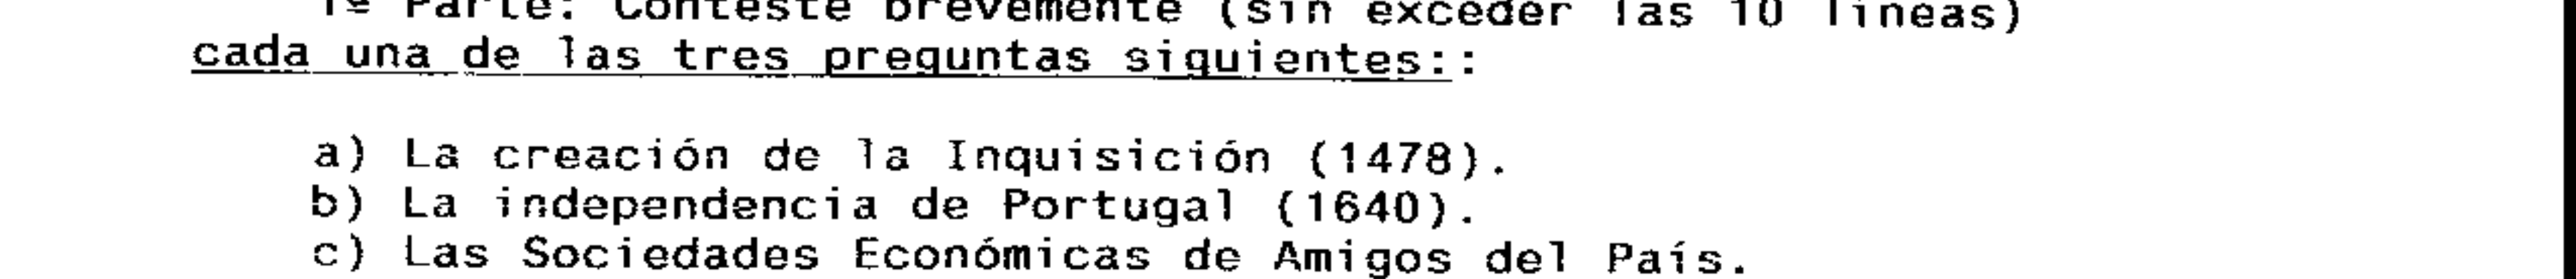 1ª Parte: Conteste brevemente (sin exceder las 10 líneas)
cada una de las tres preguntas siguientes::
a) La creación de la Inquisición (1478).
b) La independencia de Portugal (1640).
c) Las Sociedades Económicas de Amigos del País.